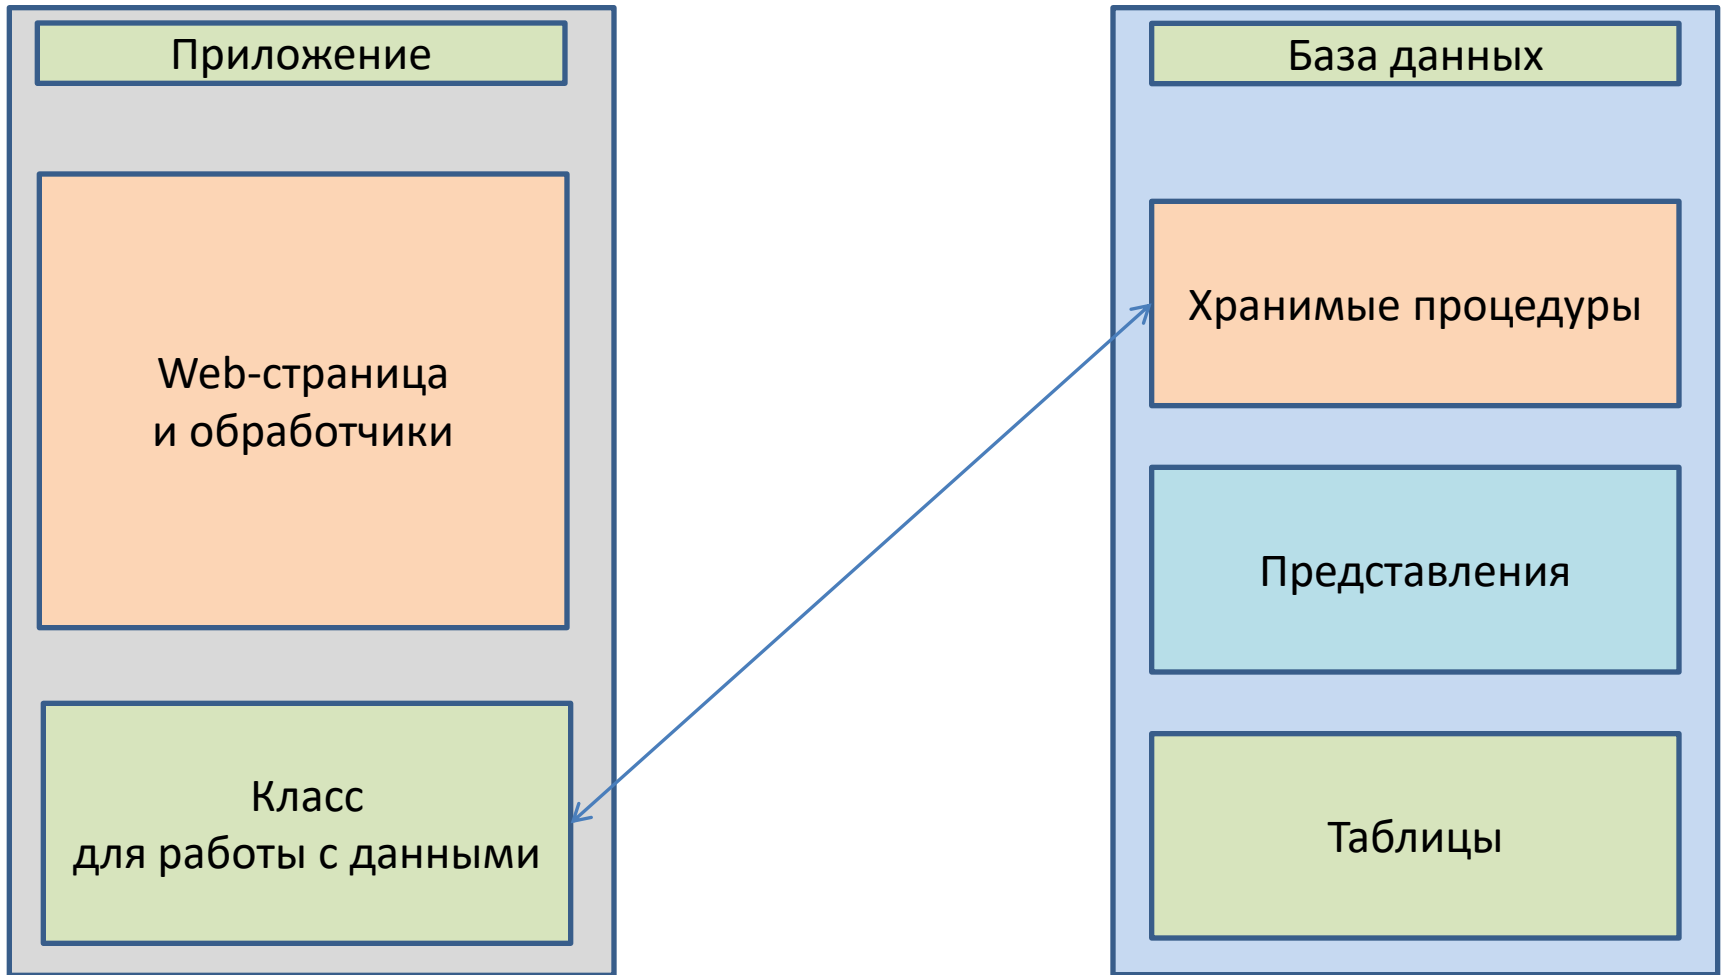 Приложение
Web-страница
и обработчики
Класс
для работы с данными
База данных
Хранимые процедуры
Представления
Таблицы